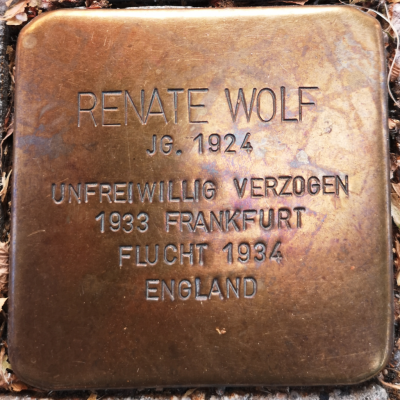 RENATE WOLF
JG. 1924
UNFREIWILLIG VERZOGEN
1933 FRANKFURT
FLUCHT 1934
ENGLAND